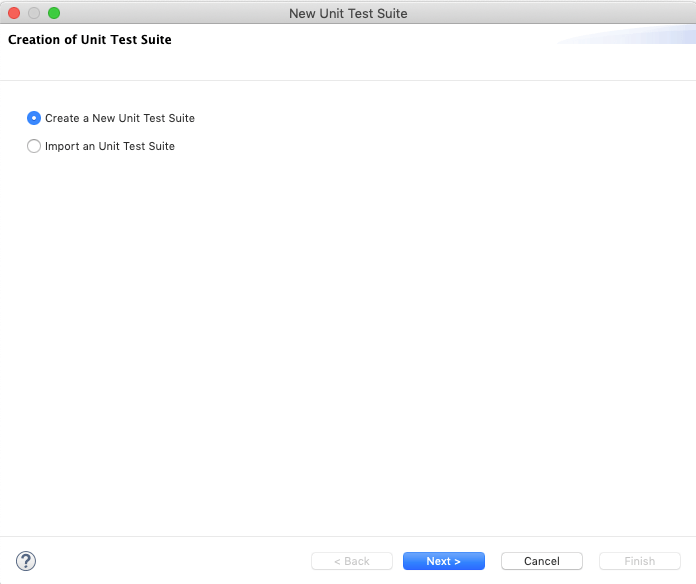 New Unit Test Suite
Creation of Unit Test Suite
Create a New Unit Test Suite
Import an Unit Test Suite
?
< Back
Next >
Cancel
Finish